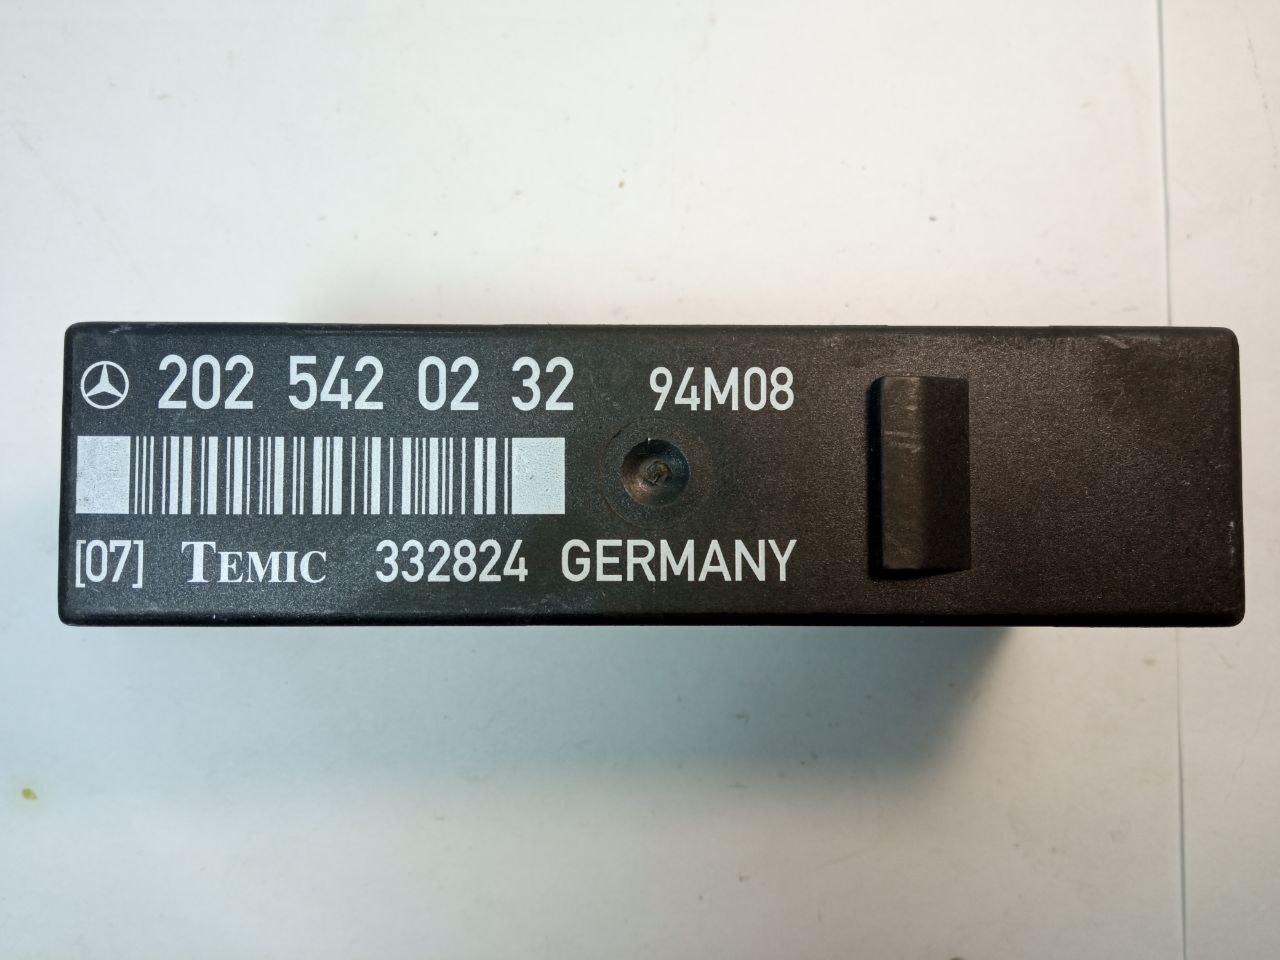 202 542 02 32 94M08
[07] TEMIC 332824 GERMANY